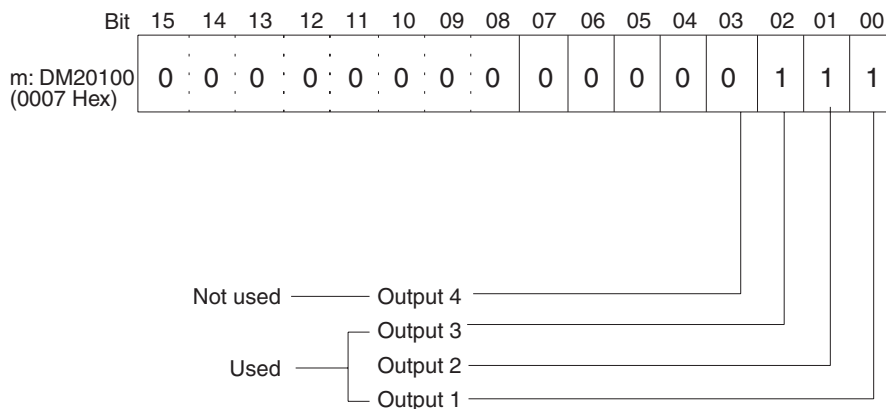 Bit 15 14 13 12 11 10 09 08 07 06 05 04 03 02 01 00
m: DM20100 0 0 0 0 0 0 0 0 0 0 0 0 0 1 1 1
(0007 Hex)
Not used Output 4
Output 3
Used Output 2
Output 1